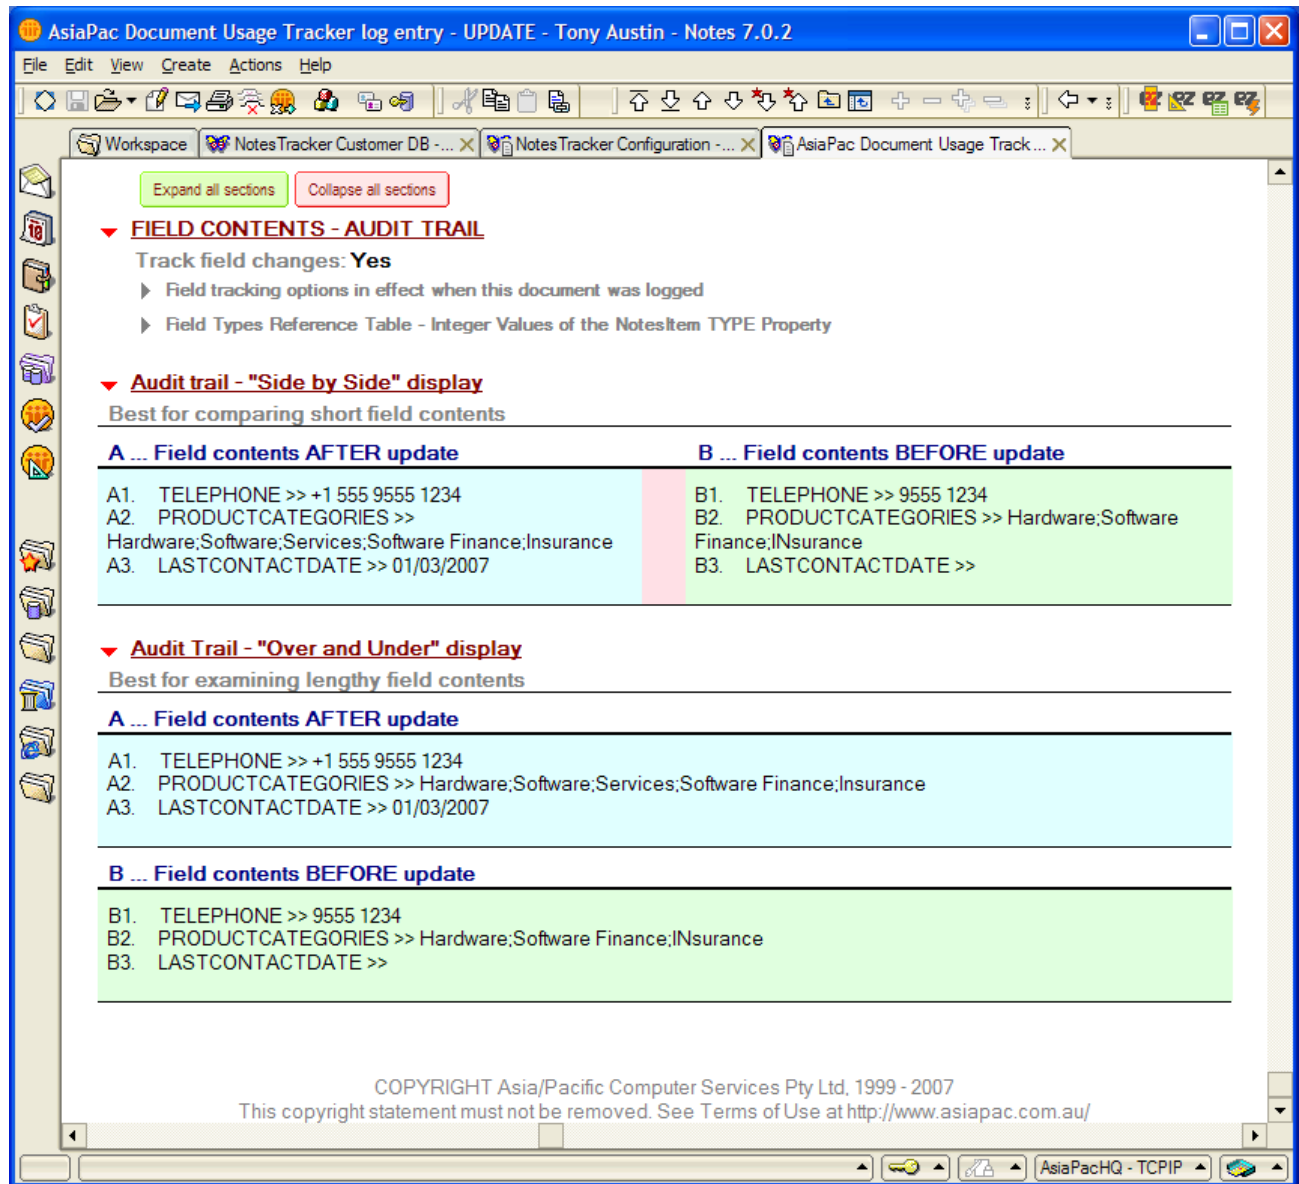 AsiaPac Document Usage Tracker log entry - UPDATE - Tony Austin - Notes 7.0.2
File Edit View Create Actions Help
Workspace NotesTracker Customer DB -... NotesTracker Configuration -... AsiaPac Document Usage Track...
Expand all sections Collapse all sections
FIELD CONTENTS - AUDIT TRAIL
Track field changes: Yes
Field tracking options in effect when this document was logged
Field Types Reference Table - Integer Values of the NotesItem TYPE Property
Audit trail - "Side by Side" display
Best for comparing short field contents
A ... Field contents AFTER update
A1. TELEPHONE >> +1 555 9555 1234
A2. PRODUCTCATEGORIES >>
Hardware;Software;Services;Software Finance;Insurance
A3. LASTCONTACTDATE >> 01/03/2007
B ... Field contents BEFORE update
B1. TELEPHONE >> 9555 1234
B2. PRODUCTCATEGORIES >> Hardware;Software
Finance;INsurance
B3. LASTCONTACTDATE >>
Audit Trail - "Over and Under" display
Best for examining lengthy field contents
A ... Field contents AFTER update
A1. TELEPHONE >> +1 555 9555 1234
A2. PRODUCTCATEGORIES >> Hardware;Software;Services;Software Finance;Insurance
A3. LASTCONTACTDATE >> 01/03/2007
B ... Field contents BEFORE update
B1. TELEPHONE >> 9555 1234
B2. PRODUCTCATEGORIES >> Hardware;Software Finance;INsurance
B3. LASTCONTACTDATE >>
COPYRIGHT Asia/Pacific Computer Services Pty Ltd, 1999 - 2007
This copyright statement must not be removed. See Terms of Use at http://www.asiapac.com.au/
AsiaPacHQ - TCPIP